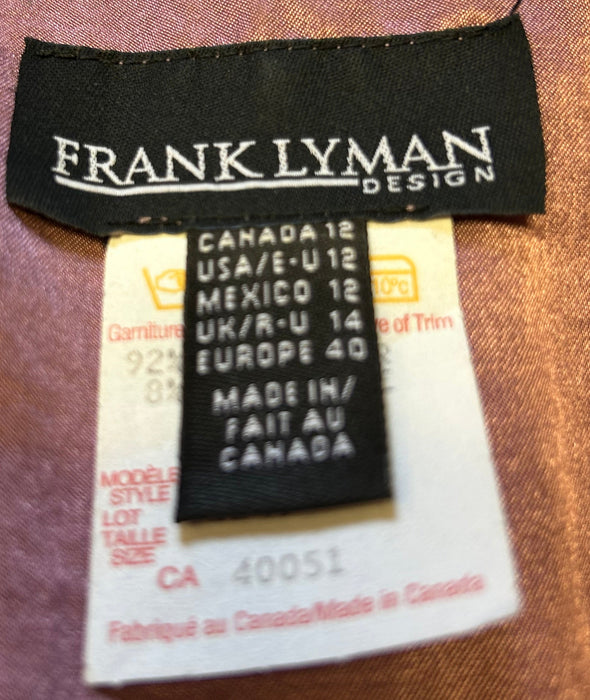 FRANK LYMAN
DESIGN
CANADA 12
USA/E-U 12
MEXICO 12
UK/R-U 14
EUROPE 40
MADE IN/
FAIT AU
CANADA
Garniture
e of Trim
92%
8%
MODÈLE
STYLE
LOT
TAILLE
SIZE
CA 40051
Fabriqué au Canada/Made in Canada